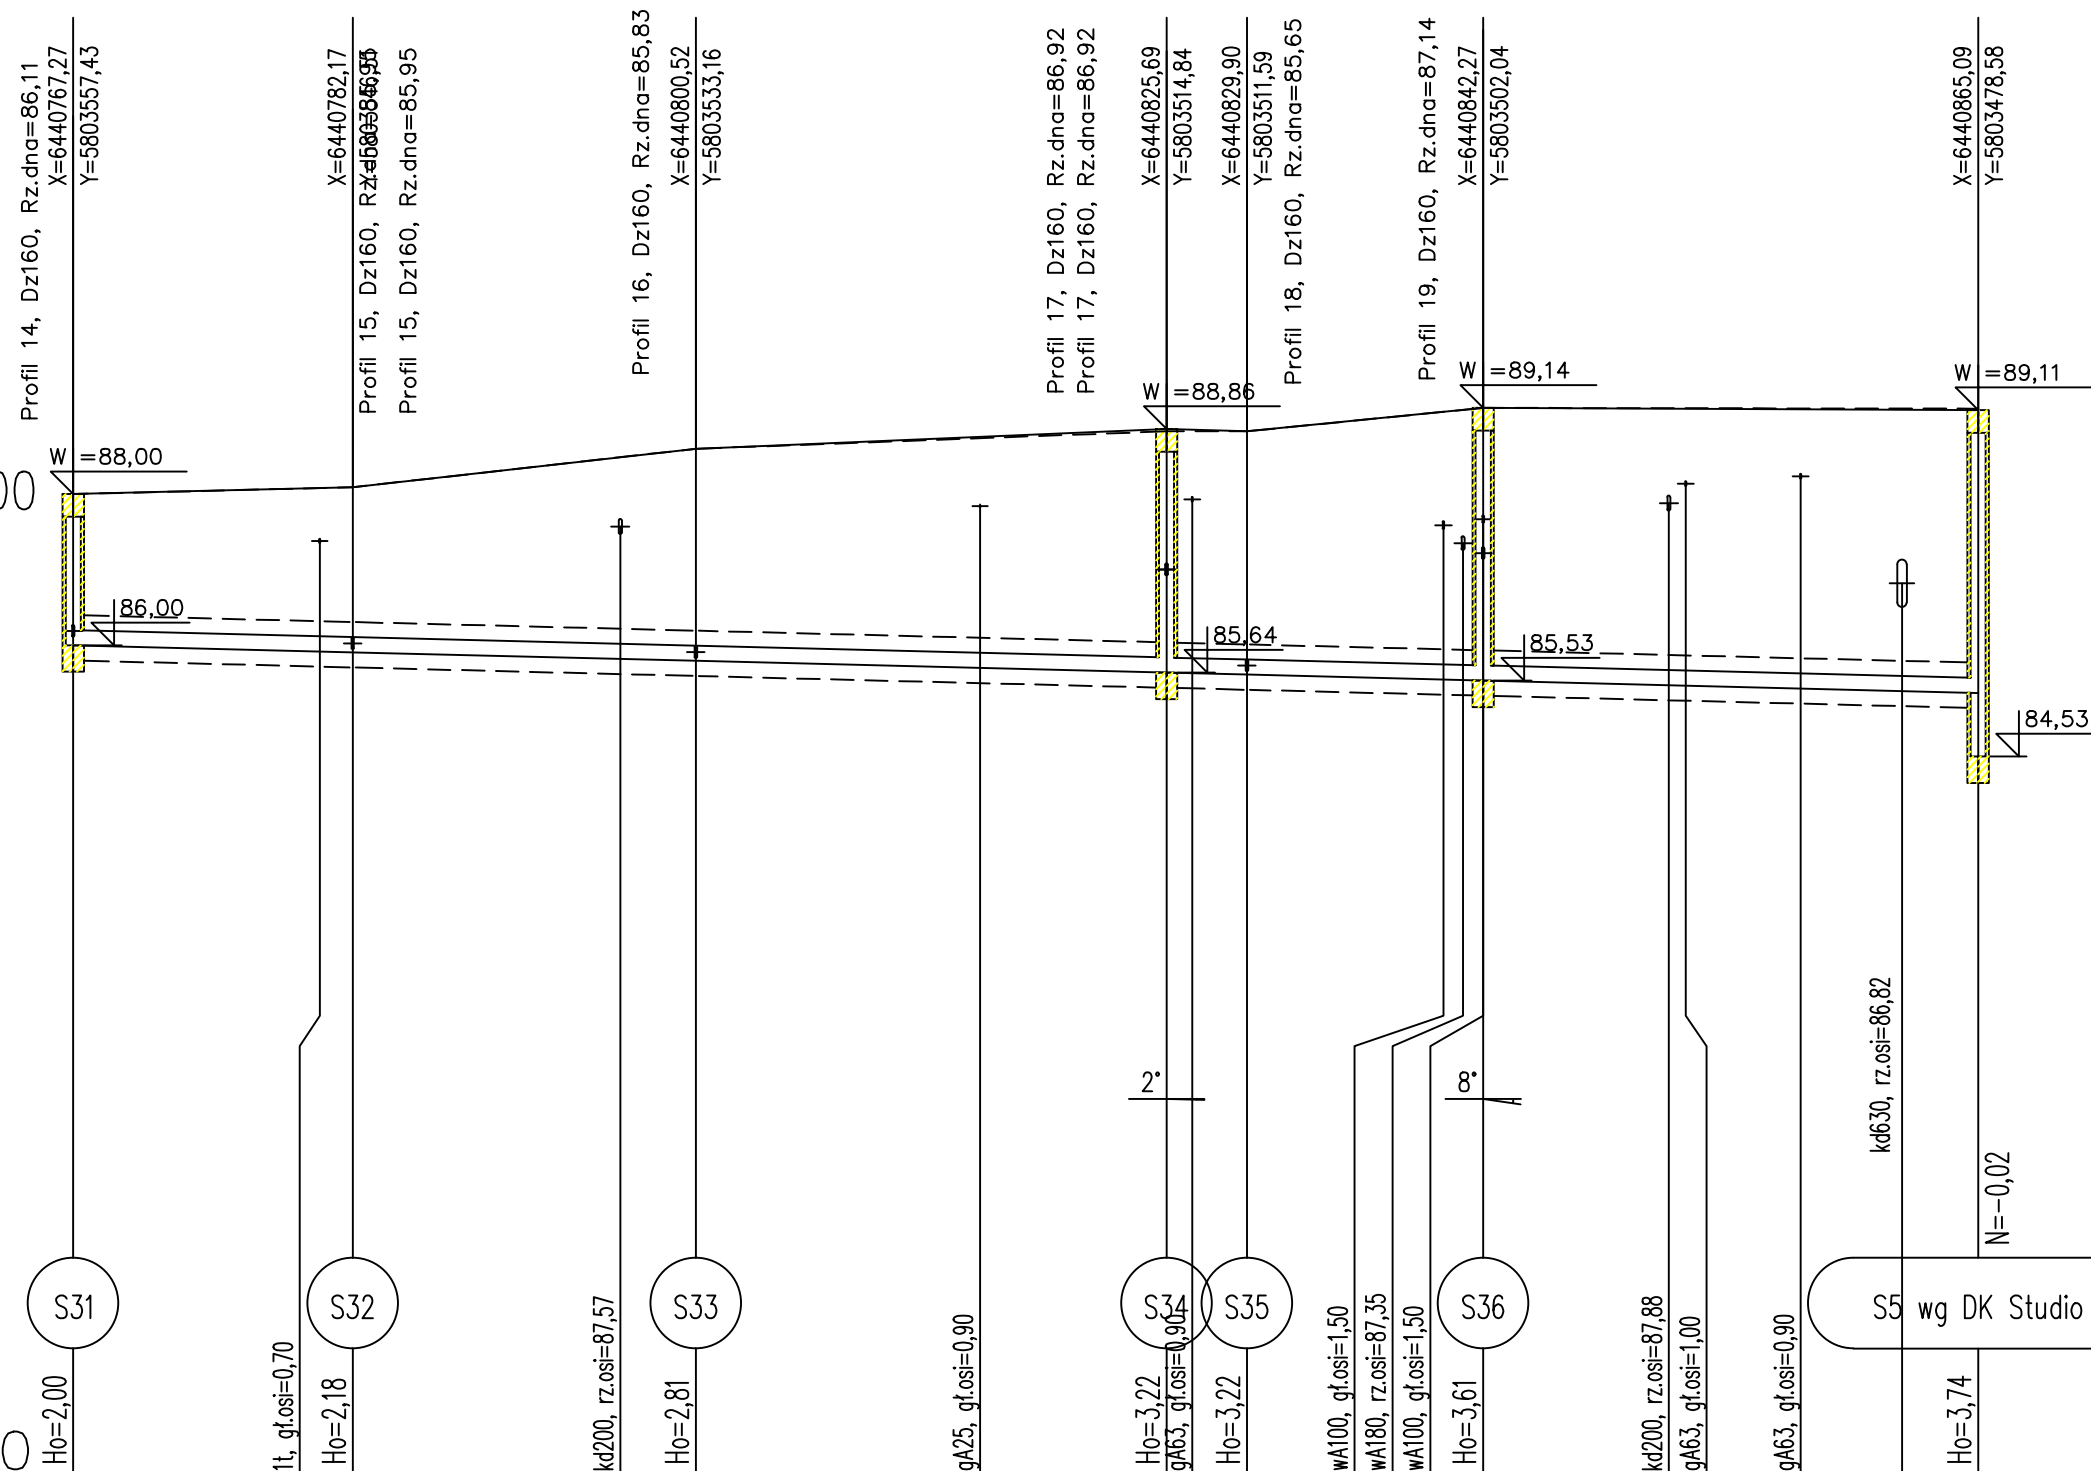 Profil 14, Dz160, Rz.dna=86,11
X=6440767,27
Y=5803557,43
X=6440782,17
Profil 15, Dz160,
Profil 15, Dz160, Rz.dna=85,95
Profil 16, Dz160, Rz.dna=85,83
X=6440800,52
Y=5803533,16
Profil 17, Dz160, Rz.dna=86,92
Profil 17, Dz160, Rz.dna=86,92
X=6440825,69
Y=5803514,84
X=6440829,90
Y=5803511,59
Profil 18, Dz160, Rz.dna=85,65
Profil 19, Dz160, Rz.dna=87,14
X=6440842,27
Y=5803502,04
X=6440865,09
Y=5803478,58
W =88,00
W =88,86
W =89,14
W =89,11
86,00
85,64
85,53
84,53
2°
8°
kd630, rz.osi=86,82
N=-0,02
S31
S32
S33
S34
S35
S36
S5 wg DK Studio
Ho=2,00
1t, gł.osi=0,70
Ho=2,18
kd200, rz.osi=87,57
Ho=2,81
gA25, gł.osi=0,90
Ho=3,22
gA63, gł.osi=0,90
Ho=3,22
wA100, gł.osi=1,50
wA180, rz.osi=87,35
wA100, gł.osi=1,50
Ho=3,61
kd200, rz.osi=87,88
gA63, gł.osi=1,00
gA63, gł.osi=0,90
Ho=3,74